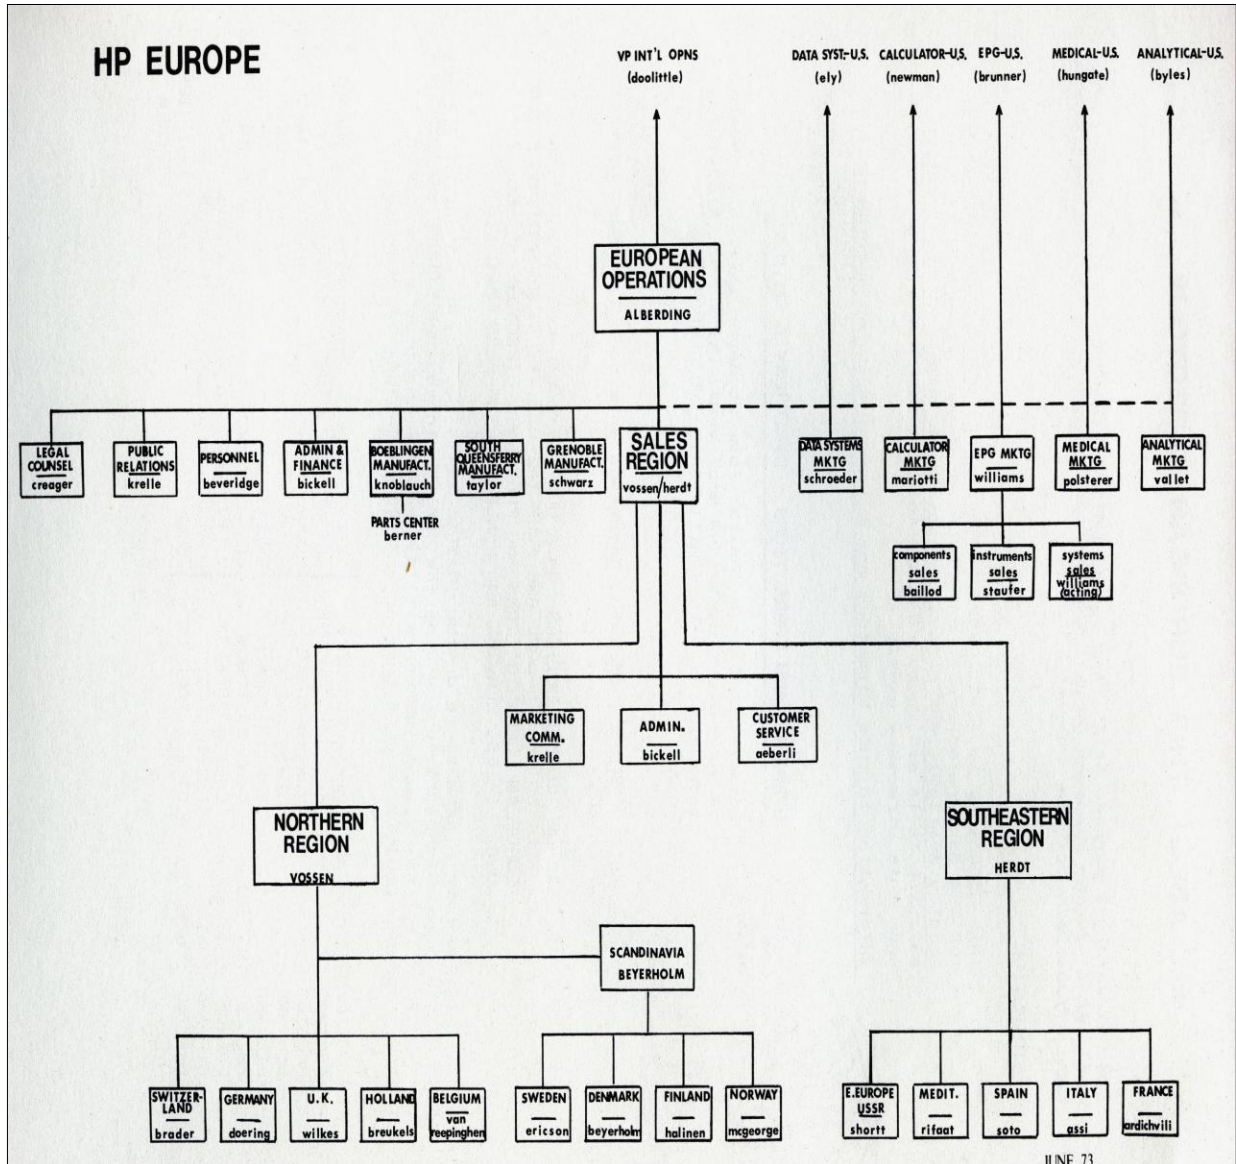 HP EUROPE
VP INT'L OPNS
(doolittle)
DATA SYST.-U.S.
(ely)
CALCULATOR-U.S.
(newman)
EPG-U.S.
(brunner)
MEDICAL-U.S.
(hungate)
ANALYTICAL-U.S.
(byles)
EUROPEAN
OPERATIONS
ALBERDING
LEGAL
COUNSEL
creager
PUBLIC
RELATIONS
krelle
PERSONNEL
beveridge
ADMIN &
FINANCE
bickell
BOEBLINGEN
MANUFACT.
knoblauch
PARTS CENTER
berner
SOUTH
QUEENSFERRY
MANUFACT.
taylor
GRENOBLE
MANUFACT.
schwarz
SALES
REGION
vossen/herdt
DATA SYSTEMS
MKTG
schroeder
CALCULATOR
MKTG
mariotti
EPG MKTG
williams
MEDICAL
MKTG
polsterer
ANALYTICAL
MKTG
vallet
components
sales
baillod
instruments
sales
staufer
systems
sales
williams
(acting)
MARKETING
COMM.
krelle
ADMIN.
bickell
CUSTOMER
SERVICE
aeberli
NORTHERN
REGION
VOSSEN
SOUTHEASTERN
REGION
HERDT
SCANDINAVIA
BEYERHOLM
SWITZER-
LAND
brader
GERMANY
doering
U.K.
wilkes
HOLLAND
breukels
BELGIUM
van
reepinghen
SWEDEN
ericson
DENMARK
beyerholm
FINLAND
halinen
NORWAY
mcgeorge
E.EUROPE
USSR
shortt
MEDIT.
rifaat
SPAIN
soto
ITALY
assi
FRANCE
ardichvili
JUNE 73